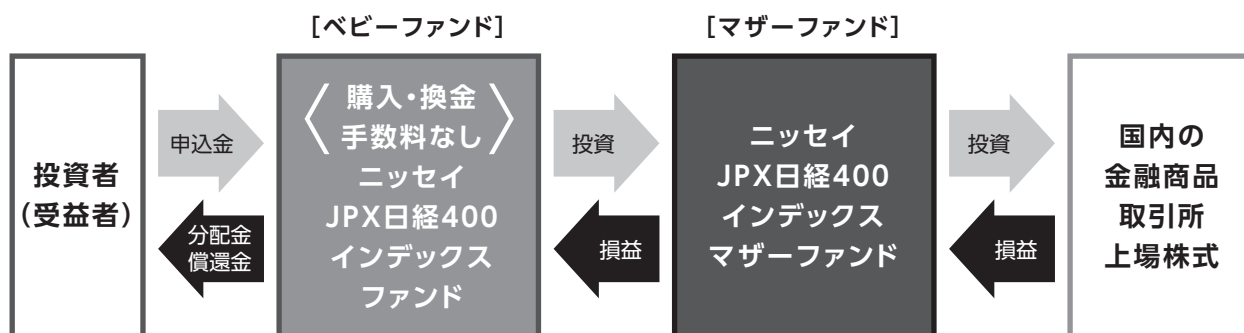 [ベビーファンド]
[マザーファンド]
投資者
(受益者)
申込金
分配金
償還金
〈購入・換金
手数料なし〉
ニッセイ
JPX日経400
インデックス
ファンド
投資
損益
ニッセイ
JPX日経400
インデックス
マザーファンド
投資
損益
国内の
金融商品
取引所
上場株式